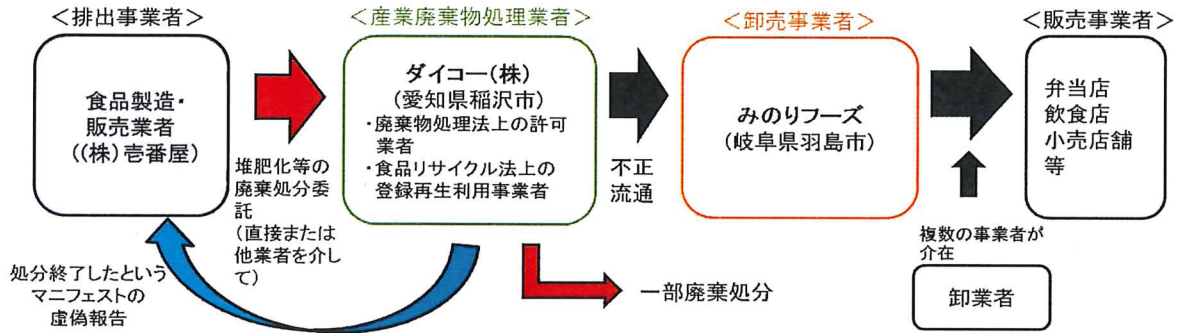 ＜排出事業者＞
食品製造・
販売業者
((株)壱番屋)
堆肥化等の
廃棄処分委
託
(直接または
他業者を介し
て)
＜産業廃棄物処理業者＞
ダイコー(株)
(愛知県稲沢市)
・廃棄物処理法上の許可
業者
・食品リサイクル法上の
登録再生利用事業者
不正
流通
＜卸売事業者＞
みのりフーズ
(岐阜県羽島市)
＜販売事業者＞
弁当店
飲食店
小売店舗
等
複数の事業者が
介在
卸業者
処分終了したという
マニフェストの
虚偽報告
一部廃棄処分